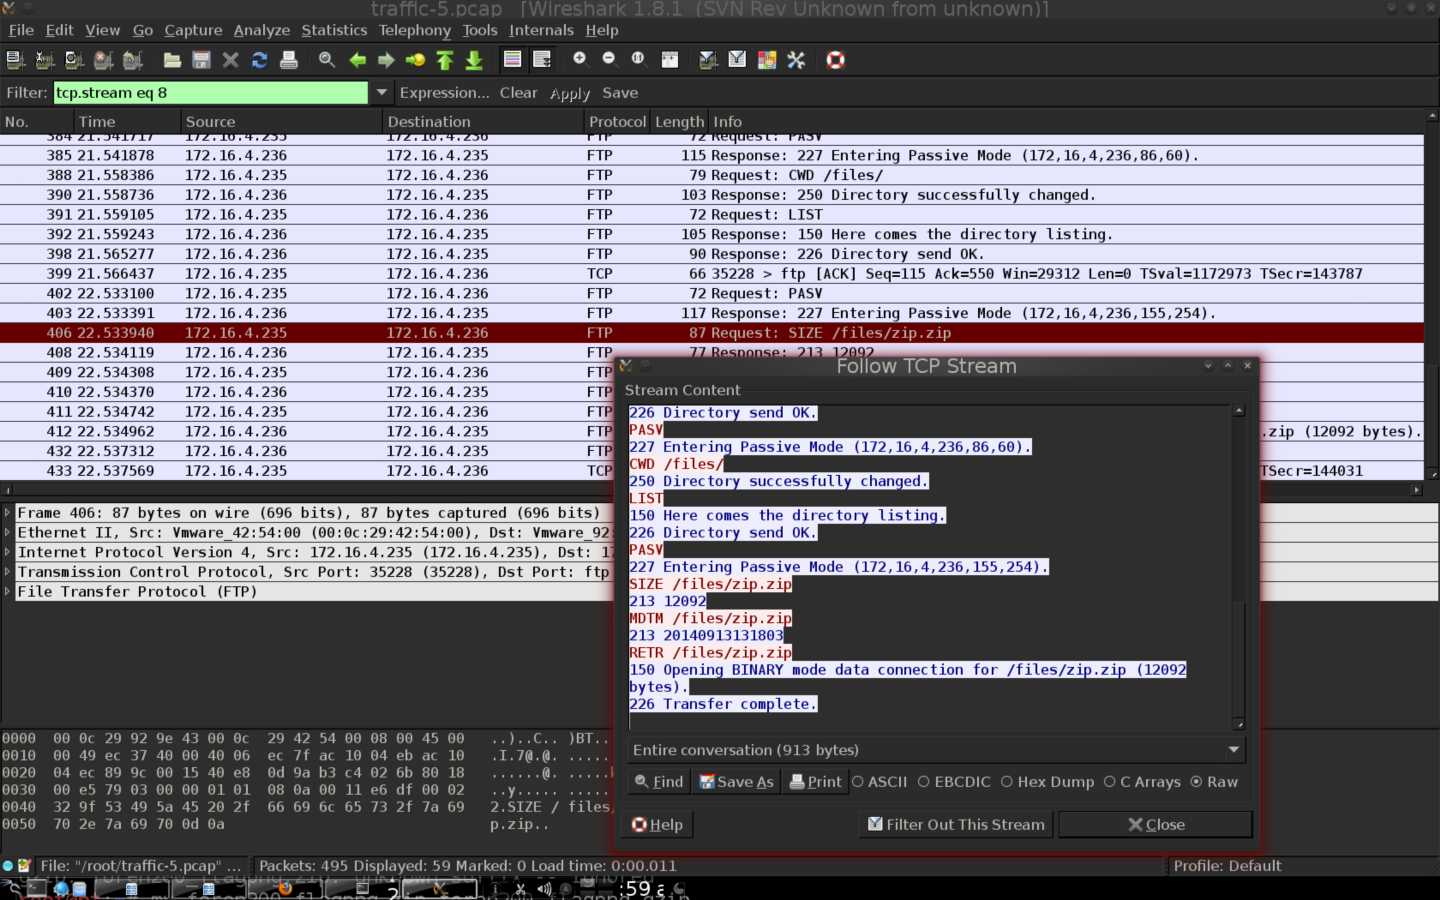 traffic-5.pcap [Wireshark 1.8.1 (SVN Rev Unknown from unknown)]
File Edit View Go Capture Analyze Statistics Telephony Tools Internals Help
Filter: tcp.stream eq 8 Expression... Clear Apply Save
No. Time Source Destination Protocol Length Info
384 21.541717 172.16.4.235 172.16.4.236 FTP 72 Request: PASV
385 21.541878 172.16.4.236 172.16.4.235 FTP 115 Response: 227 Entering Passive Mode (172,16,4,236,86,60).
388 21.558386 172.16.4.235 172.16.4.236 FTP 79 Request: CWD /files/
390 21.558736 172.16.4.236 172.16.4.235 FTP 103 Response: 250 Directory successfully changed.
391 21.559105 172.16.4.235 172.16.4.236 FTP 72 Request: LIST
392 21.559243 172.16.4.236 172.16.4.235 FTP 105 Response: 150 Here comes the directory listing.
398 21.565277 172.16.4.236 172.16.4.235 FTP 90 Response: 226 Directory send OK.
399 21.566437 172.16.4.235 172.16.4.236 TCP 66 35228 > ftp [ACK] Seq=115 Ack=550 Win=29312 Len=0 TSval=1172973 TSecr=143787
402 22.533100 172.16.4.235 172.16.4.236 FTP 72 Request: PASV
403 22.533391 172.16.4.236 172.16.4.235 FTP 117 Response: 227 Entering Passive Mode (172,16,4,236,155,254).
406 22.533940 172.16.4.235 172.16.4.236 FTP 87 Request: SIZE /files/zip.zip
408 22.534119 172.16.4.236 172.16.4.235 FTP 77 Response: 213 12092
409 22.534308 172.16.4.235 172.16.4.236 FTP
410 22.534370 172.16.4.236 172.16.4.235 FTP
411 22.534742 172.16.4.235 172.16.4.236 FTP
412 22.534962 172.16.4.236 172.16.4.235 FTP .zip (12092 bytes).
432 22.537312 172.16.4.236 172.16.4.235 FTP
433 22.537569 172.16.4.235 172.16.4.236 TCP TSecr=144031
Frame 406: 87 bytes on wire (696 bits), 87 bytes captured (696 bits)
Ethernet II, Src: Vmware_42:54:00 (00:0c:29:42:54:00), Dst: Vmware_92:
Internet Protocol Version 4, Src: 172.16.4.235 (172.16.4.235), Dst: 17
Transmission Control Protocol, Src Port: 35228 (35228), Dst Port: ftp
File Transfer Protocol (FTP)
0000 00 0c 29 92 9e 43 00 0c 29 42 54 00 08 00 45 00 ..)..C.. )BT...
0010 00 49 ec 37 40 00 40 06 ec 7f ac 10 04 eb ac 10 .I.7@.@. .....
0020 04 ec 89 9c 00 15 40 e8 0d 9a b3 c4 02 6b 80 18 ......@.
0030 00 e5 79 03 00 00 01 01 08 0a 00 11 e6 df 00 02 ..y.....
0040 32 9f 53 49 5a 45 20 2f 66 69 6c 65 73 2f 7a 69 2.SIZE / files,
0050 70 2e 7a 69 70 0d 0a p.zip..
Follow TCP Stream
Stream Content
226 Directory send OK.
PASV
227 Entering Passive Mode (172,16,4,236,86,60).
CWD /files/
250 Directory successfully changed.
LIST
150 Here comes the directory listing.
226 Directory send OK.
PASV
227 Entering Passive Mode (172,16,4,236,155,254).
SIZE /files/zip.zip
213 12092
MDTM /files/zip.zip
213 20140913131803
RETR /files/zip.zip
150 Opening BINARY mode data connection for /files/zip.zip (12092
bytes).
226 Transfer complete.
Entire conversation (913 bytes)
Find Save As Print ASCII EBCDIC Hex Dump C Arrays Raw
Help Filter Out This Stream Close
File: "/root/traffic-5.pcap" ... Packets: 495 Displayed: 59 Marked: 0 Load time: 0:00.011 Profile: Default
2 :59